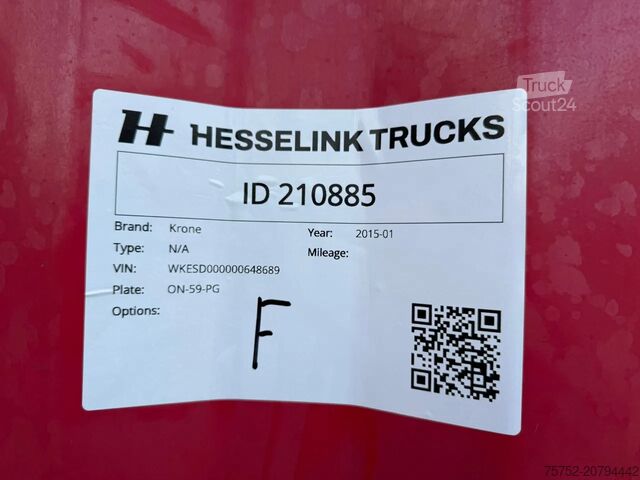 Truck
Scout24
HESSELINK TRUCKS
ID 210885
Brand: Krone
Year: 2015-01
Type: N/A
Mileage:
VIN: WKESD000000648689
Plate: ON-59-PG
Options:
F
75752-20794442